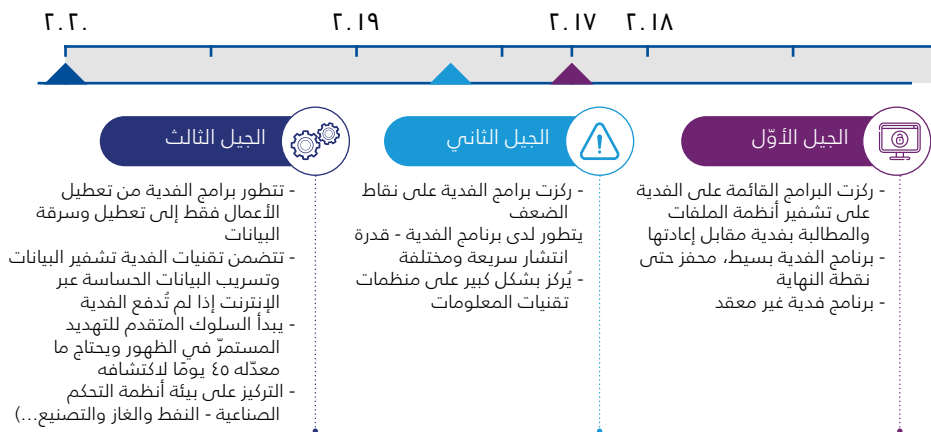 ٢٠١٨
٢٠١٧
٢٠١٩
٢٠٢٠
الجيل الأوّل
- ركزت البرامج القائمة على الفدية
على تشفير أنظمة الملفات
والمطالبة بفدية مقابل إعادتها
- برنامج الفدية بسيط، محفز حتى
نقطة النهاية
- برنامج فدية غير معقد
الجيل الثاني
- ركزت برامج الفدية على نقاط
الضعف
يتطور لدى برنامج الفدية - قدرة
انتشار سريعة ومختلفة
- يُركز بشكل كبير على منظمات
تقنيات المعلومات
الجيل الثالث
- تتطور برامج الفدية من تعطيل
الأعمال فقط إلى تعطيل وسرقة
البيانات
- تتضمن تقنيات الفدية تشفير البيانات
وتسريب البيانات الحساسة عبر
الإنترنت إذا لم تُدفع الفدية
- يبدأ السلوك المتقدم للتهديد
المستمرّ في الظهور ويحتاج ما
معدّله ٤٥ يومًا لاكتشافه
- التركيز على بيئة أنظمة التحكم
الصناعية - النفط والغاز والتصنيع...)